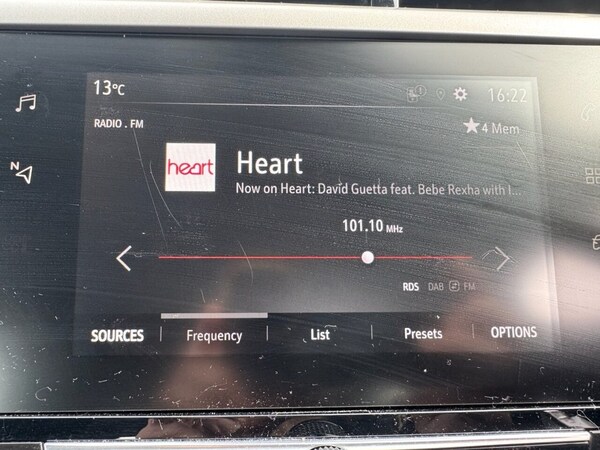 13°C
16:22
RADIO . FM
4 Mem
heart
Heart
Now on Heart: David Guetta feat. Bebe Rexha with I...
101.10 MHz
N
RDS DAB FM
SOURCES Frequency List Presets OPTIONS